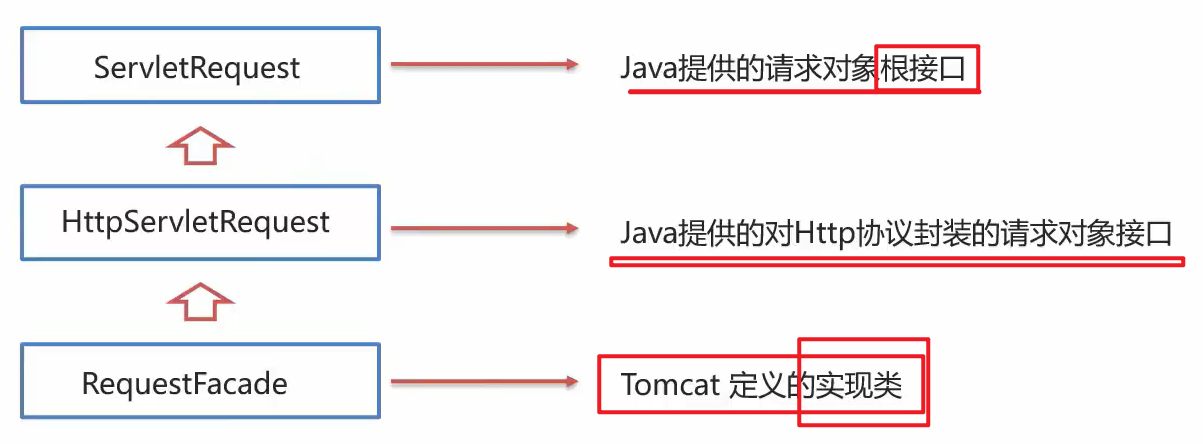 ServletRequest
Java提供的请求对象根接口
HttpServletRequest
Java提供的对Http协议封装的请求对象接口
RequestFacade
Tomcat 定义的实现类